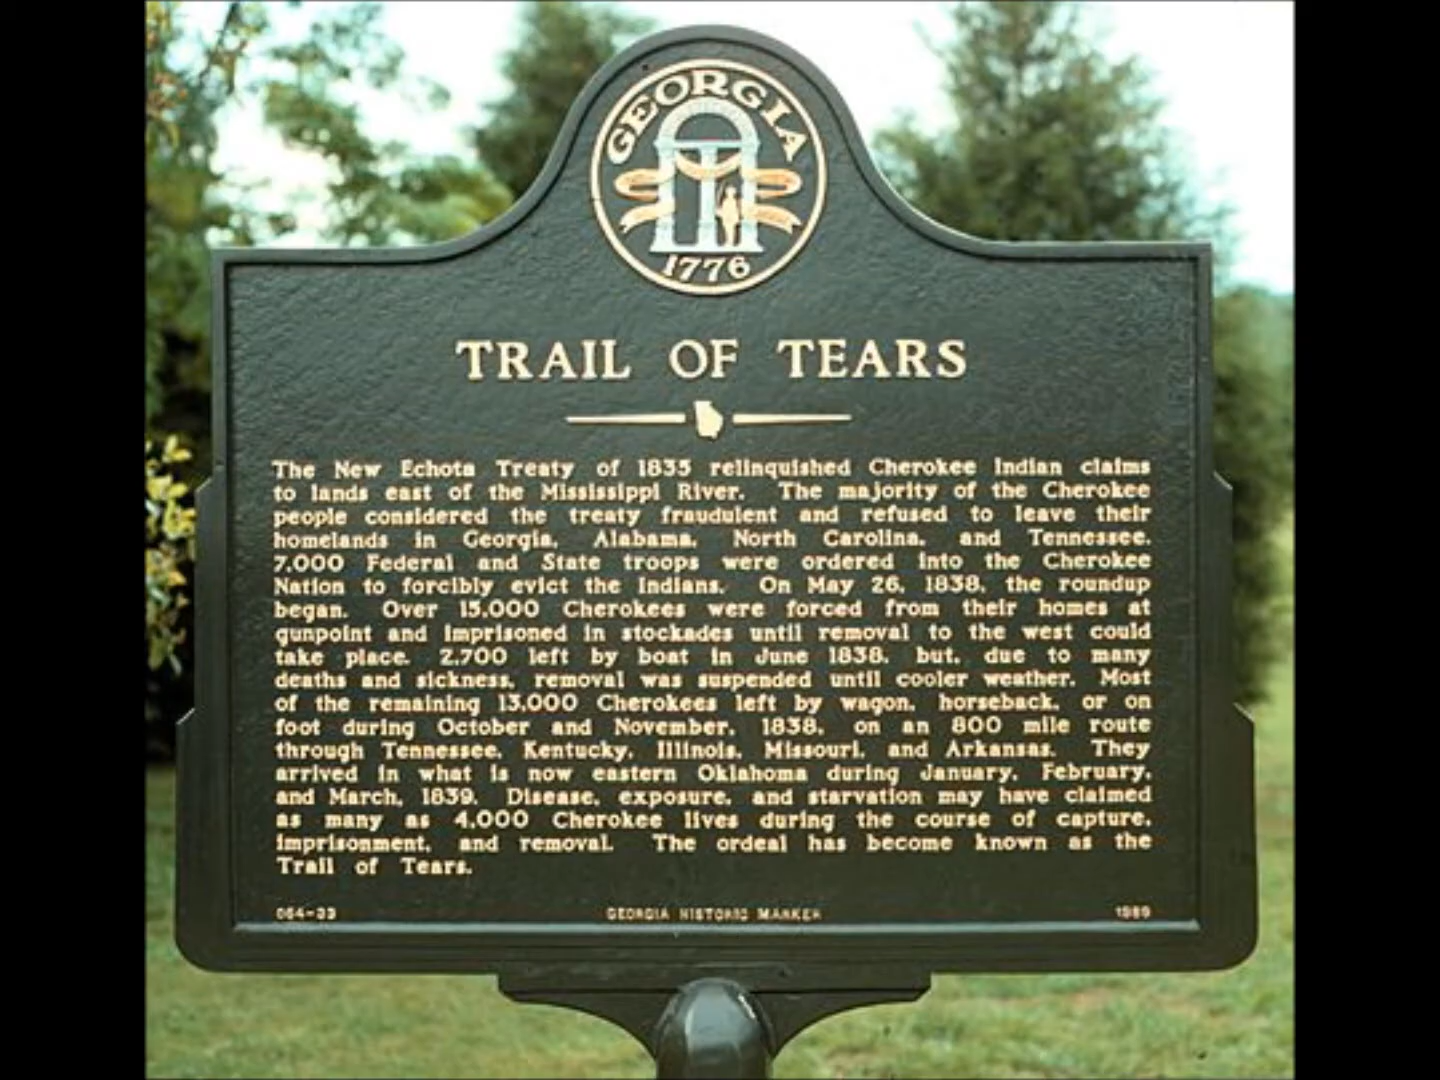 GEORGIA
1776
TRAIL OF TEARS
The New Echota Treaty of 1835 relinquished Cherokee Indian claims
to lands east of the Mississippi River. The majority of the Cherokee
people considered the treaty fraudulent and refused to leave their
homelands in Georgia, Alabama, North Carolina, and Tennessee.
7,000 Federal and State troops were ordered into the Cherokee
Nation to forcibly evict the Indians. On May 26, 1838, the roundup
began. Over 15,000 Cherokees were forced from their homes at
gunpoint and imprisoned in stockades until removal to the west could
take place. 2,700 left by boat in June 1838, but, due to many
deaths and sickness, removal was suspended until cooler weather. Most
of the remaining 13,000 Cherokees left by wagon, horseback, or on
foot during October and November, 1838, on an 800 mile route
through Tennessee, Kentucky, Illinois, Missouri, and Arkansas. They
arrived in what is now eastern Oklahoma during January, February,
and March, 1839. Disease, exposure, and starvation may have claimed
as many as 4,000 Cherokee lives during the course of capture,
imprisonment, and removal. The ordeal has become known as the
Trail of Tears.
064-33 GEORGIA HISTORIC MARKER 1989